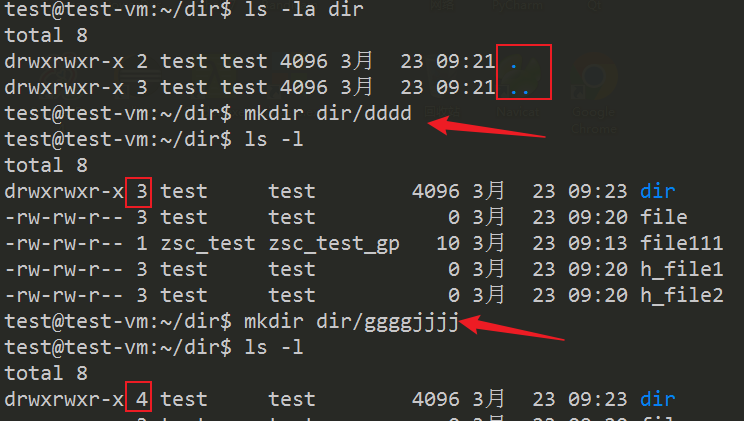 test@test-vm:~/dir$ ls -la dir
total 8
drwxrwxr-x 2 test test 4096 3月  23 09:21 .
drwxrwxr-x 3 test test 4096 3月  23 09:21 ..
test@test-vm:~/dir$ mkdir dir/dddd
test@test-vm:~/dir$ ls -l
total 8
drwxrwxr-x 3 test     test        4096 3月  23 09:23 dir
-rw-rw-r-- 3 test     test           0 3月  23 09:20 file
-rw-rw-r-- 1 zsc_test zsc_test_gp   10 3月  23 09:13 file111
-rw-rw-r-- 3 test     test           0 3月  23 09:20 h_file1
-rw-rw-r-- 3 test     test           0 3月  23 09:20 h_file2
test@test-vm:~/dir$ mkdir dir/ggggjjjj
test@test-vm:~/dir$ ls -l
total 8
drwxrwxr-x 4 test     test        4096 3月  23 09:23 dir